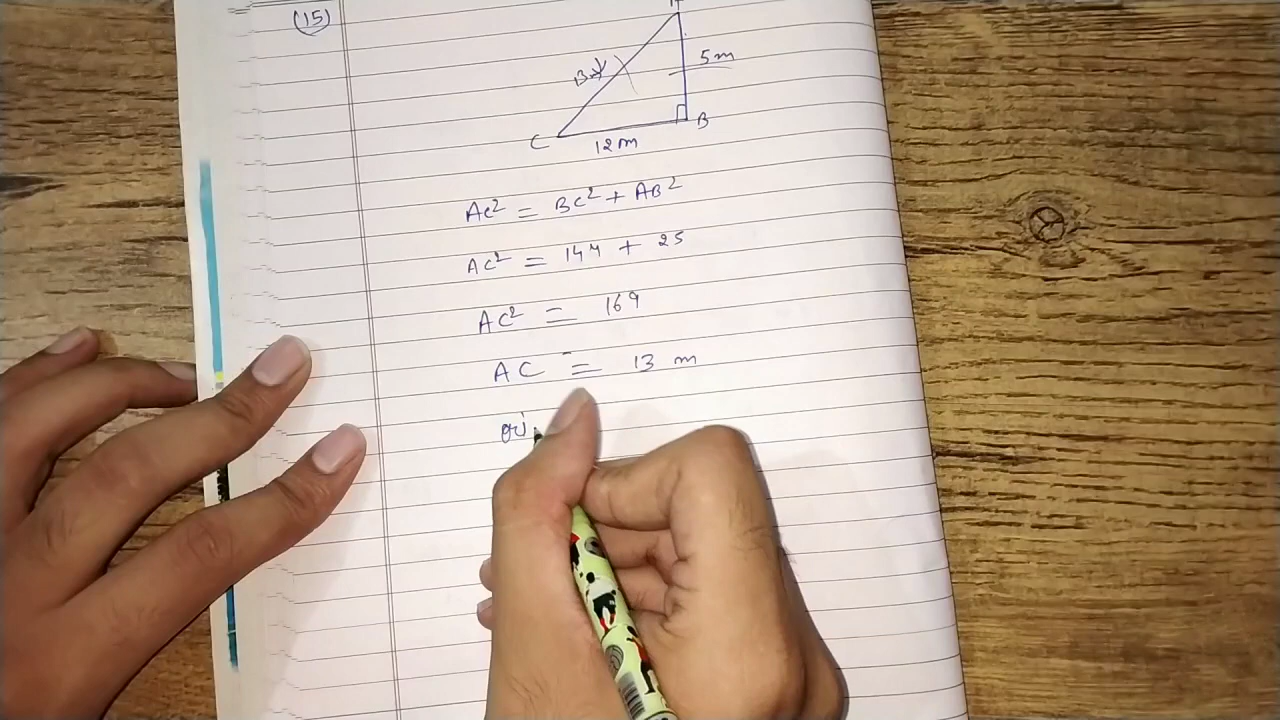 (15)
A
5m
B
C
12m
AC² = BC² + AB²
AC² = 144 + 25
AC² = 169
AC = 13 m